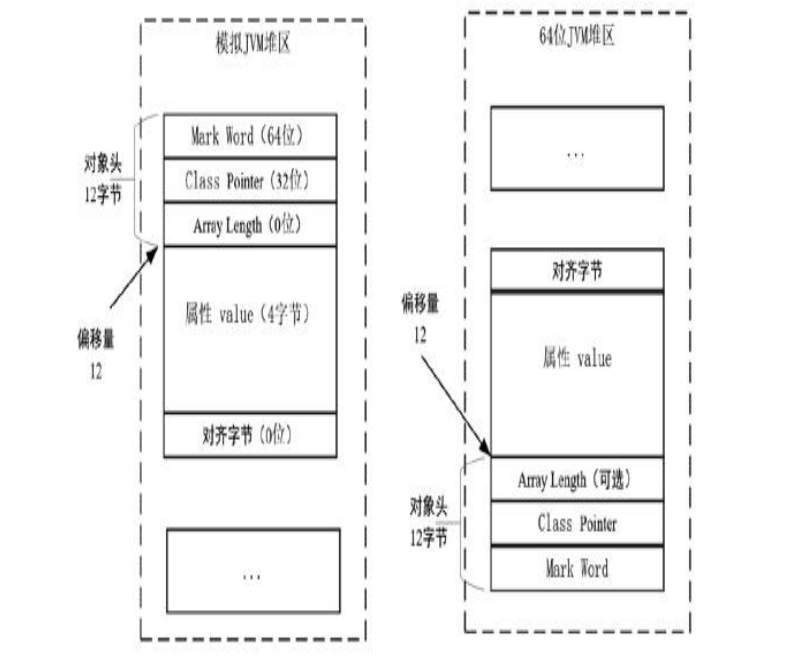 模拟JVM堆区
Mark Word（64位）
Class Pointer（32位）
Array Length（0位）
对象头
12字节
偏移量
12
属性 value（4字节）
对齐字节（0位）
...
64位JVM堆区
...
对齐字节
偏移量
12
属性 value
Array Length（可选）
Class Pointer
Mark Word
对象头
12字节